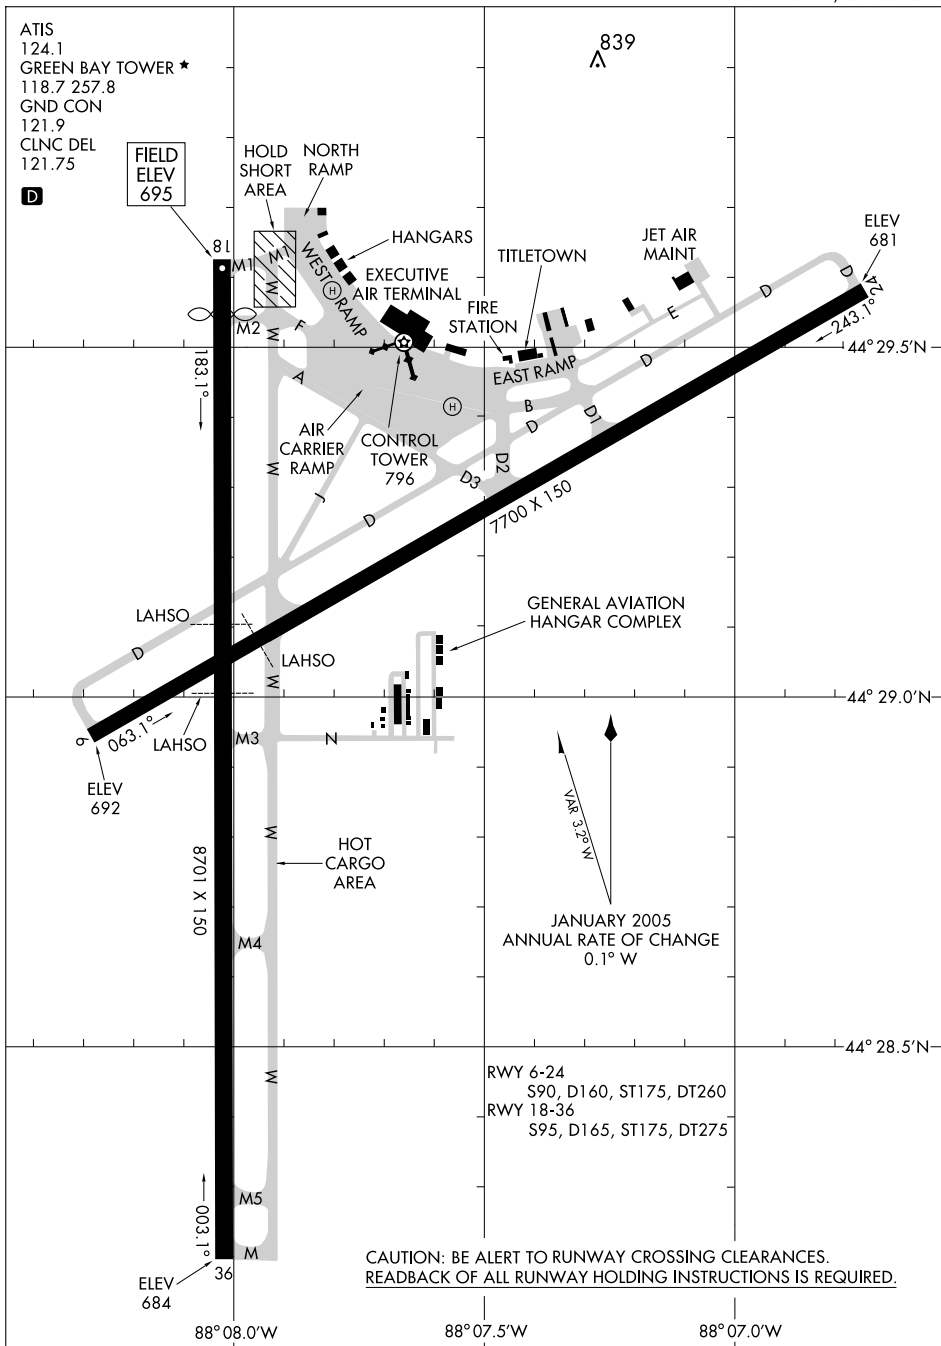 ATIS
124.1
GREEN BAY TOWER ★
118.7 257.8
GND CON
121.9
CLNC DEL
121.75
D
839
FIELD
ELEV
695
HOLD
SHORT
AREA
NORTH
RAMP
HANGARS
WEST RAMP
H
EXECUTIVE
AIR TERMINAL
TITLETOWN
JET AIR
MAINT
ELEV
681
FIRE
STATION
EAST RAMP
18
M1
M1
W
M2
W
F
A
183.1°
AIR
CARRIER
RAMP
CONTROL
TOWER
796
H
B
D
D1
D2
D3
E
D
D
D
24
243.1°
44° 29.5'N
7700 X 150
W
J
D
LAHSO
LAHSO
LAHSO
D
W
GENERAL AVIATION
HANGAR COMPLEX
44° 29.0'N
6
063.1°
ELEV
692
M3
N
W
HOT
CARGO
AREA
8701 X 150
M4
VAR 3.2° W
JANUARY 2005
ANNUAL RATE OF CHANGE
0.1° W
44° 28.5'N
W
RWY 6-24
S90, D160, ST175, DT260
RWY 18-36
S95, D165, ST175, DT275
M5
003.1°
M
36
ELEV
684
CAUTION: BE ALERT TO RUNWAY CROSSING CLEARANCES.
READBACK OF ALL RUNWAY HOLDING INSTRUCTIONS IS REQUIRED.
88° 08.0'W
88° 07.5'W
88° 07.0'W